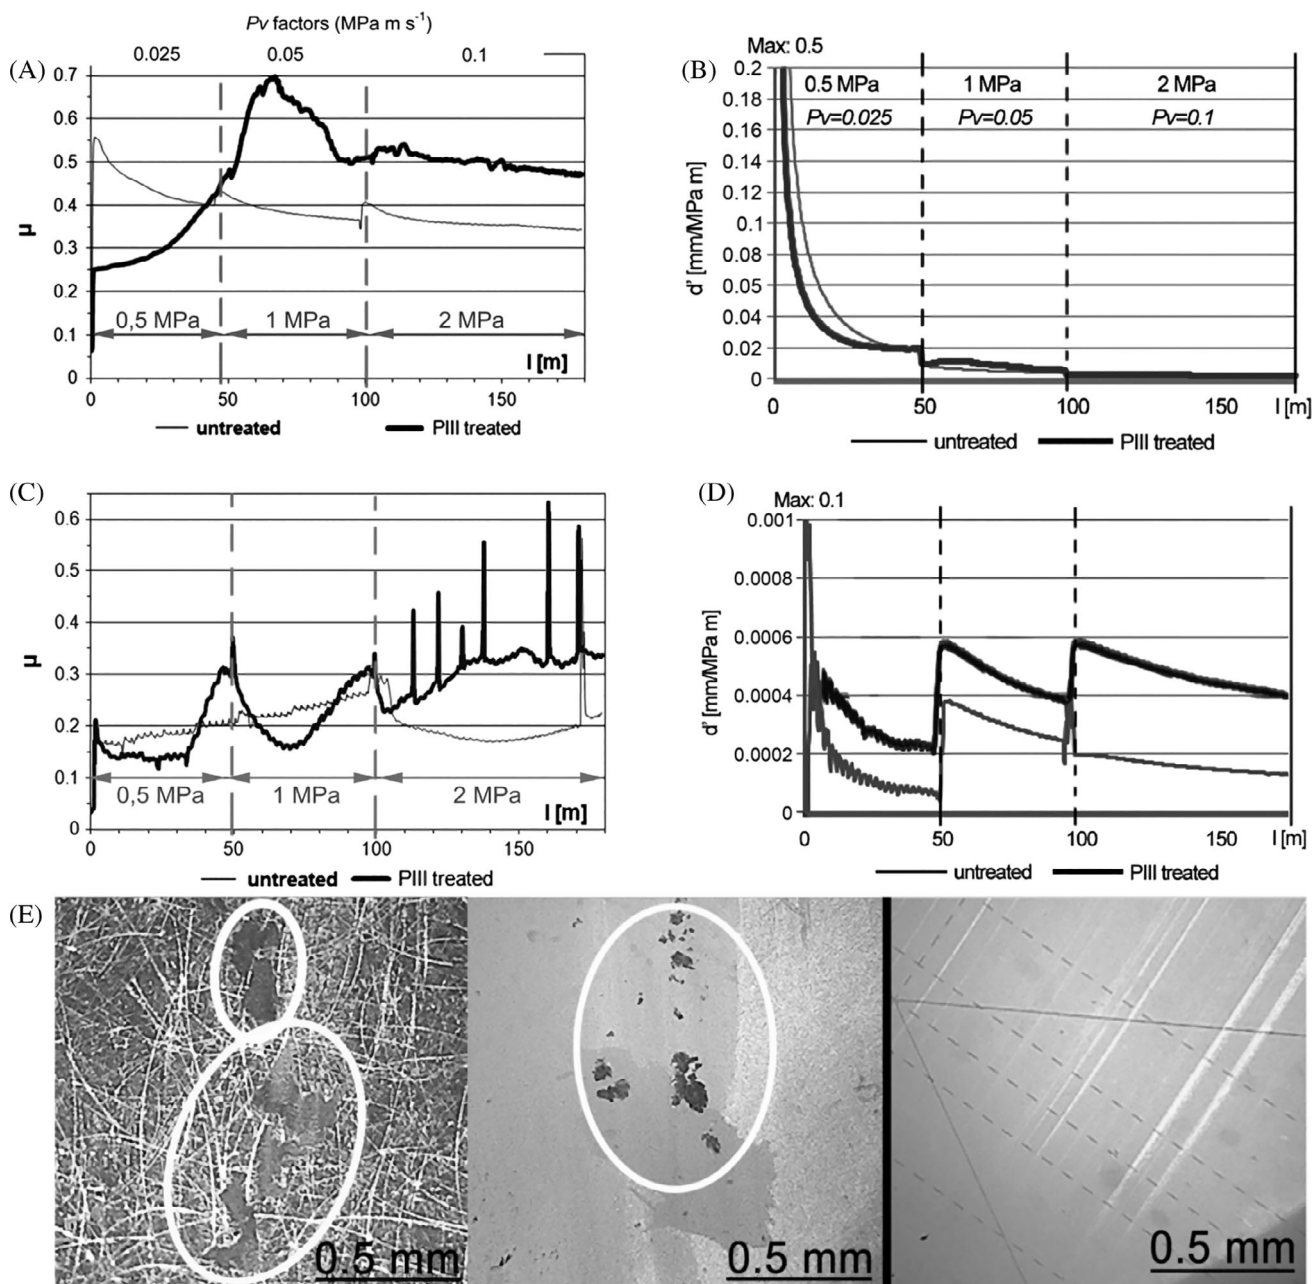 Pv factors (MPa m s⁻¹)
(A)
0.025 0.05 0.1
0.7
0.6
0.5
0.4
0.3
0.2
0.1
0
μ
0,5 MPa 1 MPa 2 MPa
l [m]
0 50 100 150
untreated PIII treated
(B)
Max: 0.5
0.2
0.18
0.16
0.14
0.12
0.1
0.08
0.06
0.04
0.02
0
d' [mm/MPa m]
0.5 MPa 1 MPa 2 MPa
Pv=0.025 Pv=0.05 Pv=0.1
0 50 100 150 l [m]
untreated PIII treated
(C)
0.6
0.5
0.4
0.3
0.2
0.1
0
μ
0,5 MPa 1 MPa 2 MPa
l [m]
0 50 100 150
untreated PIII treated
(D)
Max: 0.1
0.001
0.0008
0.0006
0.0004
0.0002
0
d' [mm/MPa m]
0 50 100 150 l [m]
untreated PIII treated
(E)
0.5 mm 0.5 mm 0.5 mm